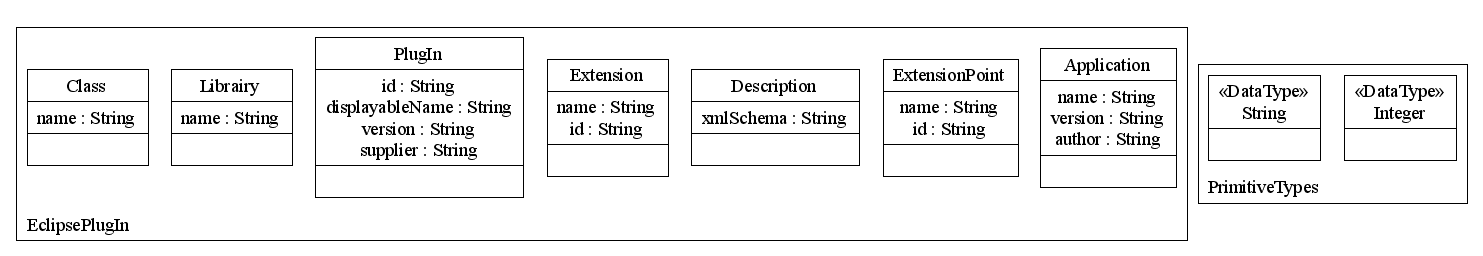 Class
name : String
Librairy
name : String
PlugIn
id : String
displayableName : String
version : String
supplier : String
Extension
name : String
id : String
Description
xmlSchema : String
ExtensionPoint
name : String
id : String
Application
name : String
version : String
author : String
EclipsePlugIn
«DataType»
String
«DataType»
Integer
PrimitiveTypes